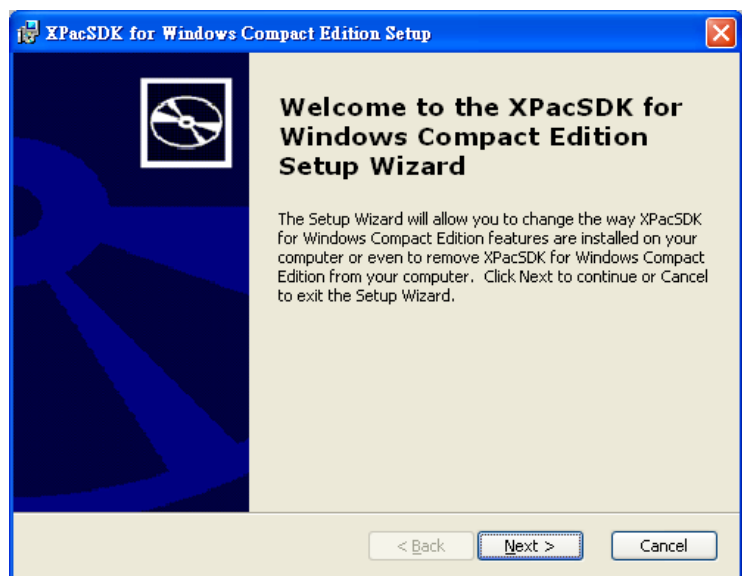 XPacSDK for Windows Compact Edition Setup
Welcome to the XPacSDK for
Windows Compact Edition
Setup Wizard
The Setup Wizard will allow you to change the way XPacSDK
for Windows Compact Edition features are installed on your
computer or even to remove XPacSDK for Windows Compact
Edition from your computer. Click Next to continue or Cancel
to exit the Setup Wizard.
< Back Next > Cancel